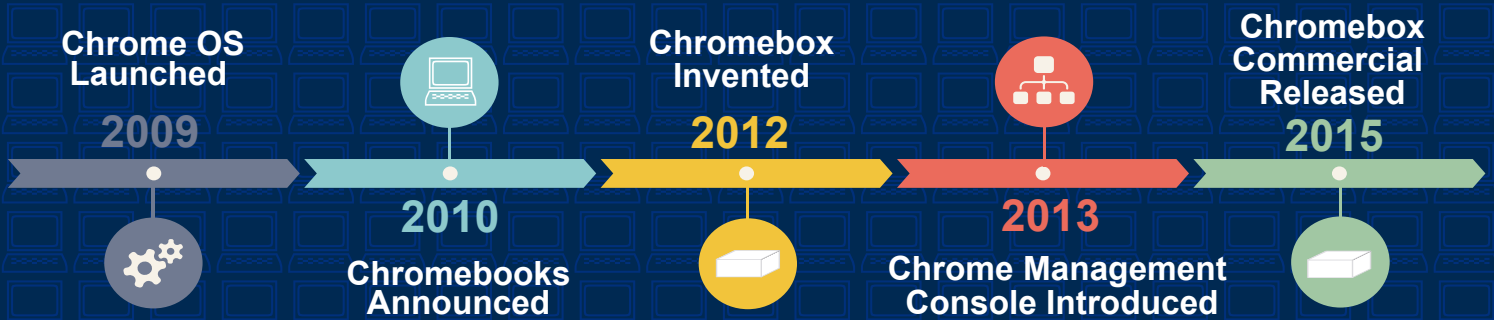 Chrome OS
Launched
2009
2010
Chromebooks
Announced
Chromebox
Invented
2012
2013
Chrome Management
Console Introduced
Chromebox
Commercial
Released
2015